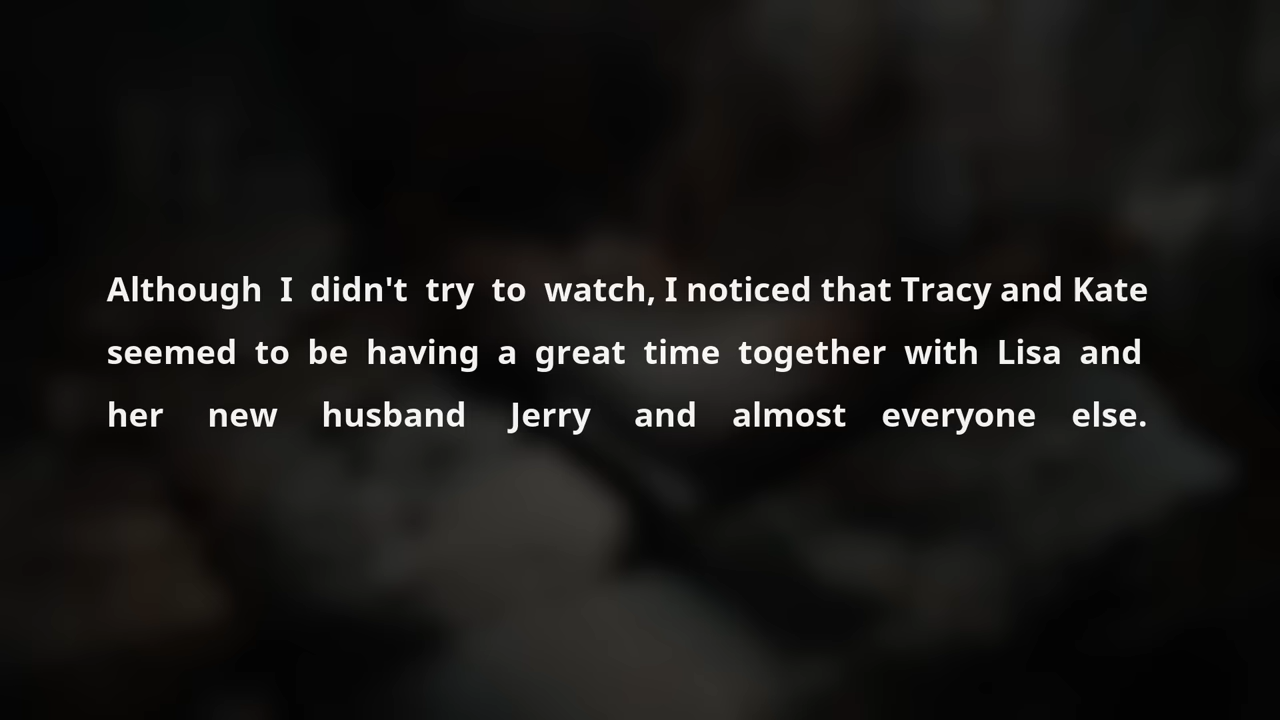 Although I didn't try to watch, I noticed that Tracy and Kate
seemed to be having a great time together with Lisa and
her new husband Jerry and almost everyone else.